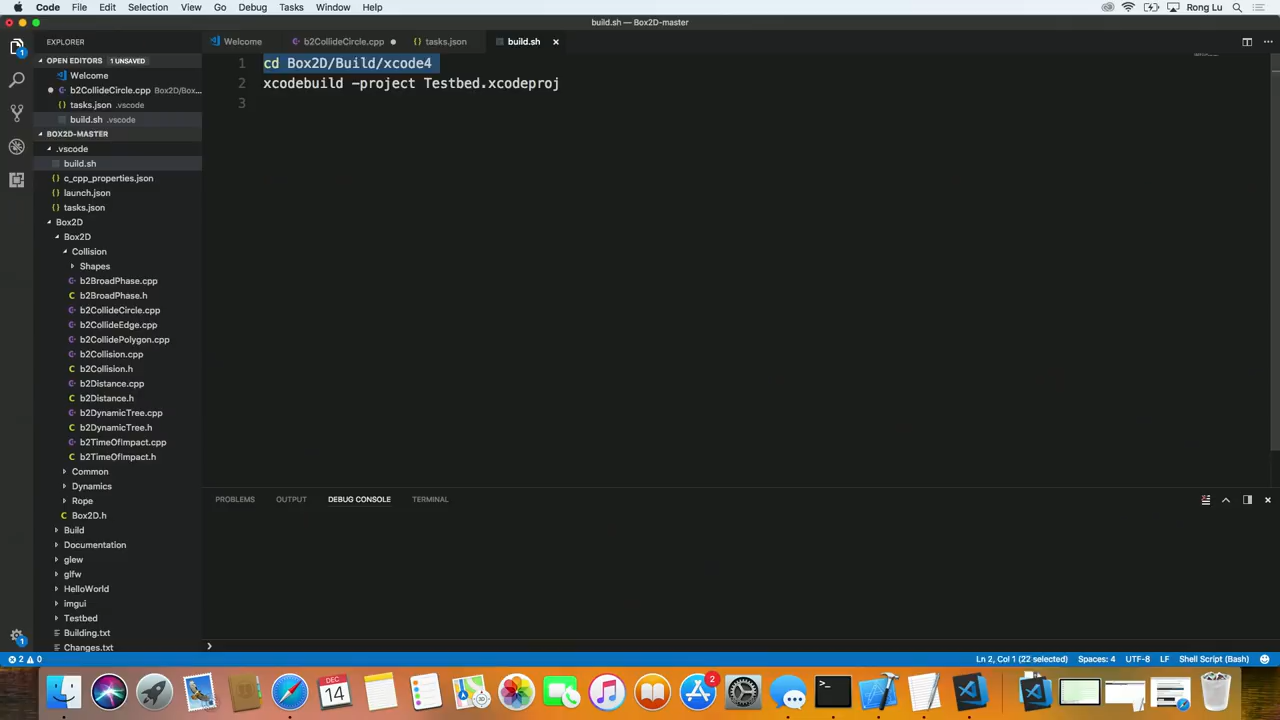 Code File Edit Selection View Go Debug Tasks Window Help Rong Lu
build.sh — Box2D-master
EXPLORER
Welcome b2CollideCircle.cpp tasks.json build.sh
OPEN EDITORS 1 UNSAVED
Welcome
b2CollideCircle.cpp Box2D/Box...
tasks.json .vscode
build.sh .vscode
BOX2D-MASTER
.vscode
build.sh
c_cpp_properties.json
launch.json
tasks.json
Box2D
Box2D
Collision
Shapes
b2BroadPhase.cpp
b2BroadPhase.h
b2CollideCircle.cpp
b2CollideEdge.cpp
b2CollidePolygon.cpp
b2Collision.cpp
b2Collision.h
b2Distance.cpp
b2Distance.h
b2DynamicTree.cpp
b2DynamicTree.h
b2TimeOfImpact.cpp
b2TimeOfImpact.h
Common
Dynamics
Rope
Box2D.h
Build
Documentation
glew
glfw
HelloWorld
imgui
Testbed
Building.txt
Changes.txt
1 cd Box2D/Build/xcode4
2 xcodebuild -project Testbed.xcodeproj
3
PROBLEMS OUTPUT DEBUG CONSOLE TERMINAL
2 0 Ln 2, Col 1 (22 selected) Spaces: 4 UTF-8 LF Shell Script (Bash)
DEC
14
2